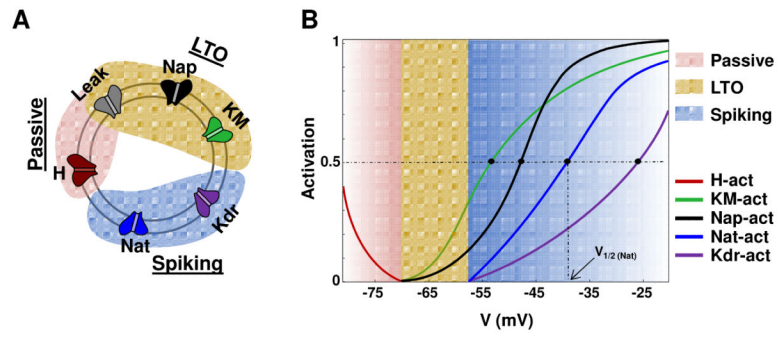 A
LTO
Nap
Leak
KM
Passive
H
Kdr
Nat
Spiking
B
1
0.5
0
Activation
-75 -65 -55 -45 -35 -25
V (mV)
V1/2 (Nat)
Passive
LTO
Spiking
H-act
KM-act
Nap-act
Nat-act
Kdr-act